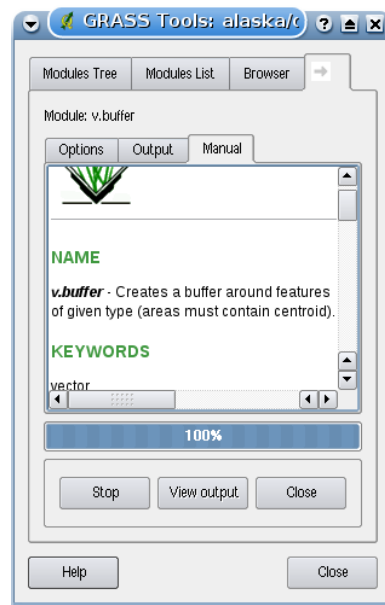 GRASS Tools: alaska/
Modules Tree Modules List Browser
Module: v.buffer
Options Output Manual
NAME
v.buffer - Creates a buffer around features
of given type (areas must contain centroid).
KEYWORDS
vector
100%
Stop View output Close
Help Close